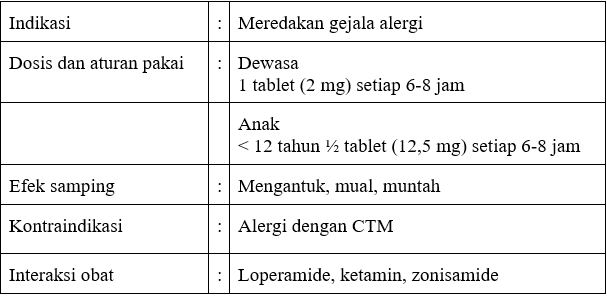 Indikasi : Meredakan gejala alergi
Dosis dan aturan pakai : Dewasa
1 tablet (2 mg) setiap 6-8 jam
Anak
< 12 tahun ½ tablet (12,5 mg) setiap 6-8 jam
Efek samping : Mengantuk, mual, muntah
Kontraindikasi : Alergi dengan CTM
Interaksi obat : Loperamide, ketamin, zonisamide